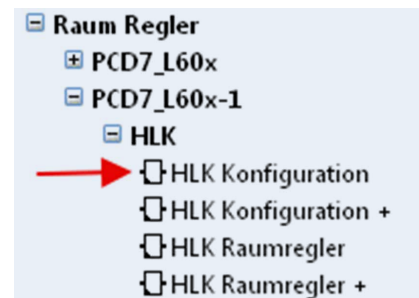 Raum Regler
PCD7_L60x
PCD7_L60x-1
HLK
HLK Konfiguration
HLK Konfiguration +
HLK Raumregler
HLK Raumregler +